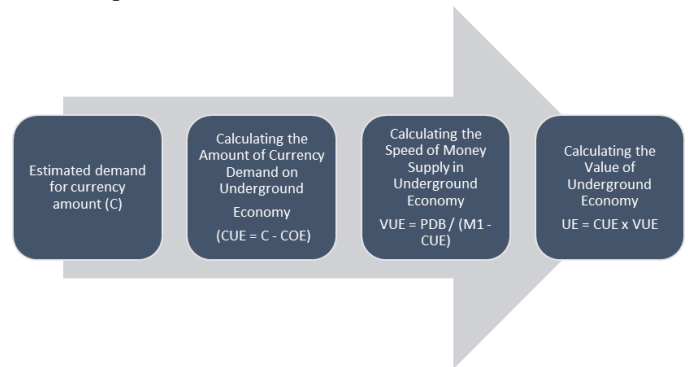 Estimated demand
for currency
amount (C)
Calculating the
Amount of Currency
Demand on
Underground
Economy
(CUE = C - COE)
Calculating the
Speed of Money
Supply in
Underground
Economy
VUE = PDB / (M1 -
CUE)
Calculating the
Value of
Underground
Economy
UE = CUE x VUE